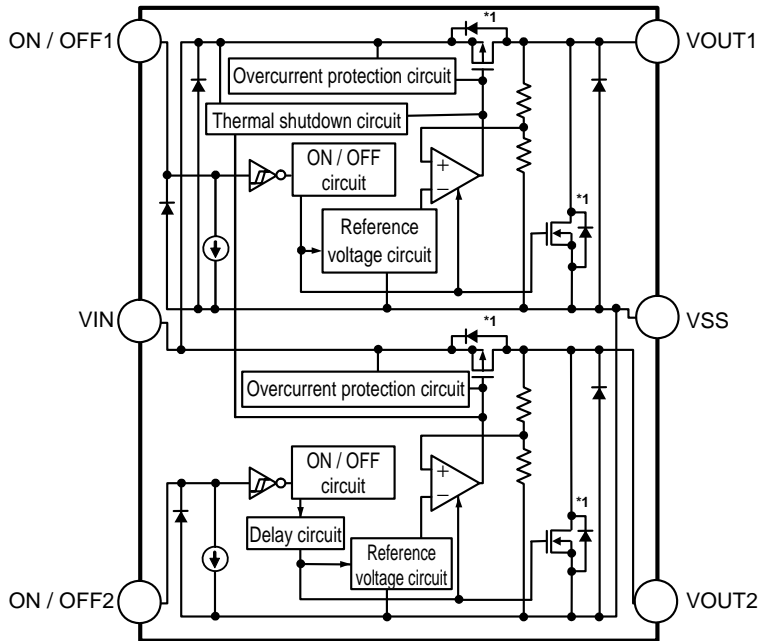 ON / OFF1
*1
VOUT1
Overcurrent protection circuit
Thermal shutdown circuit
ON / OFF
circuit
+
−
*1
Reference
voltage circuit
VIN
VSS
*1
Overcurrent protection circuit
ON / OFF
circuit
+
−
*1
Delay circuit
Reference
voltage circuit
ON / OFF2
VOUT2